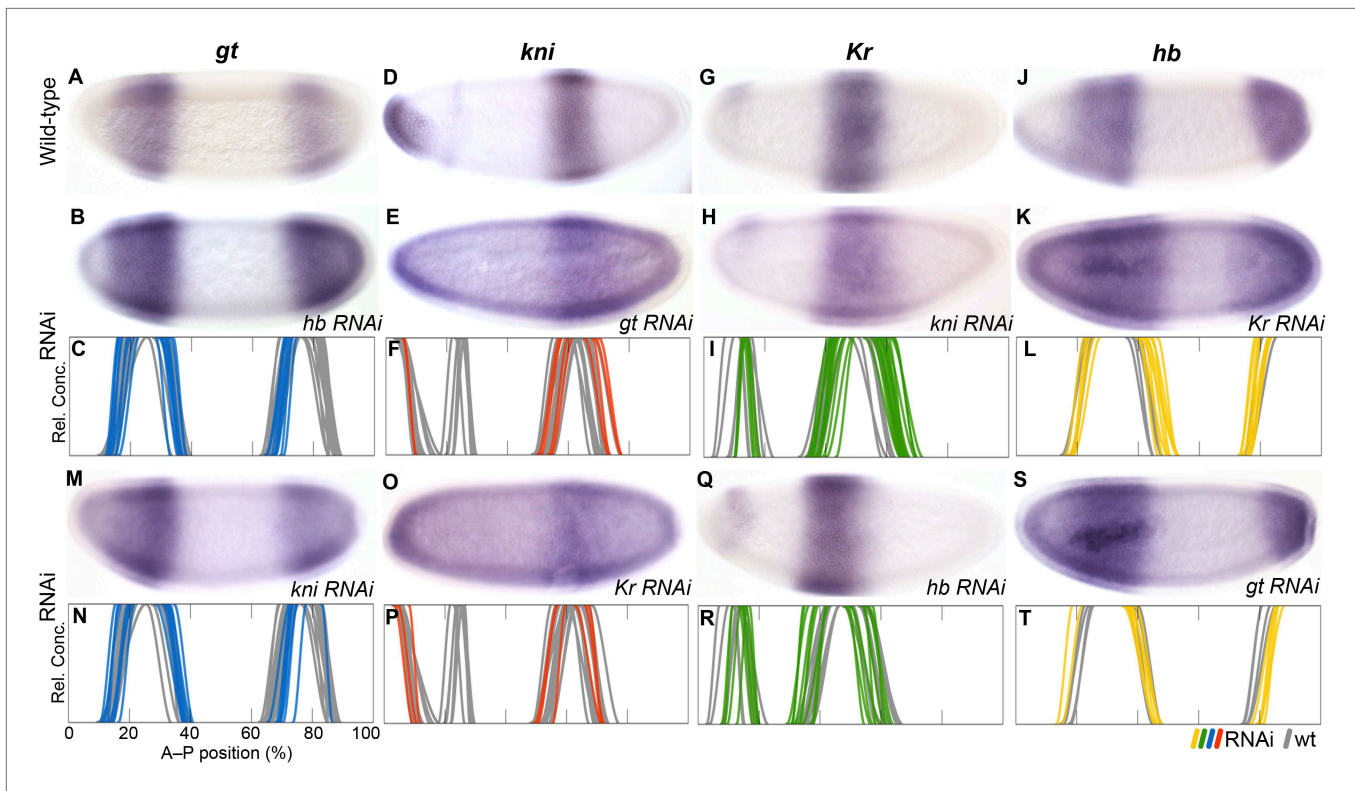 gt kni Kr hb
Wild-type
A D G J
B E H K
RNAi
hb RNAi gt RNAi kni RNAi Kr RNAi
Rel. Conc.
C F I L
M O Q S
RNAi
kni RNAi Kr RNAi hb RNAi gt RNAi
Rel. Conc.
N P R T
0 20 40 60 80 100
A–P position (%)
RNAi wt